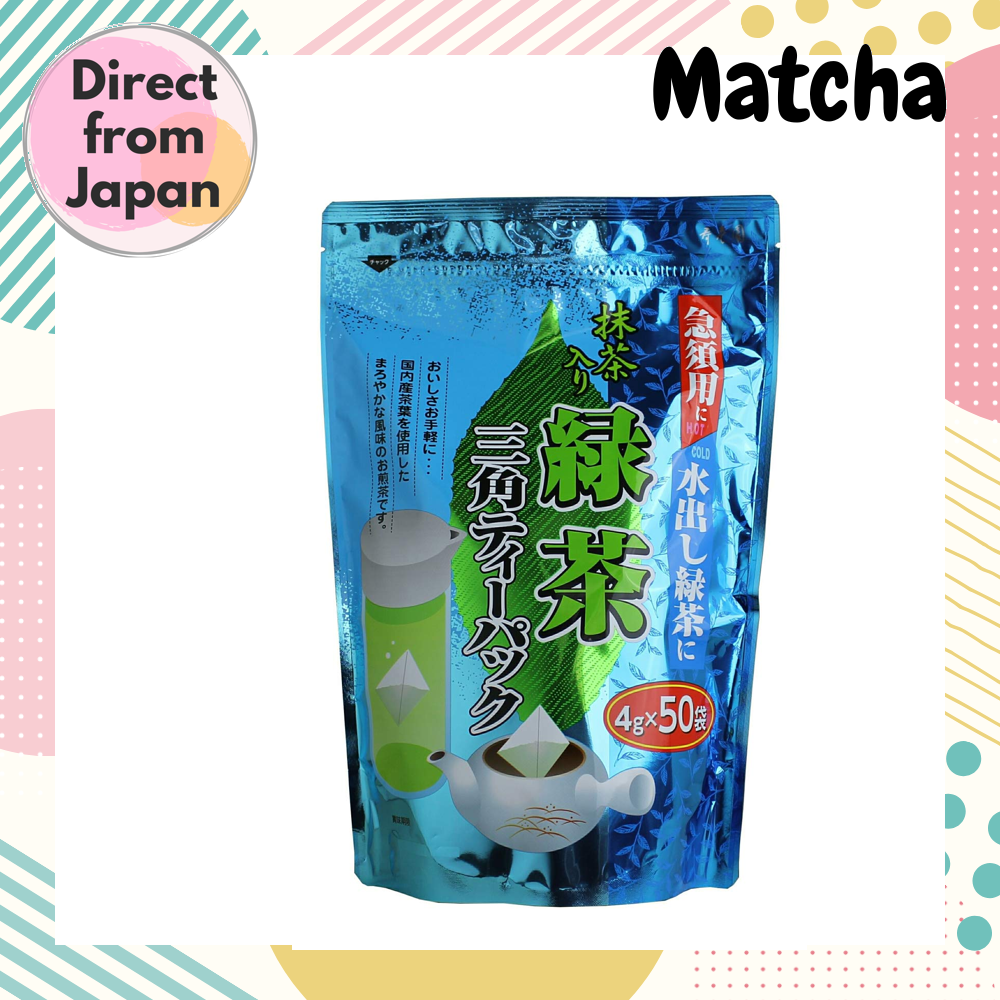 Direct
from
Japan
Matcha
チャック
急須用に
HOT
COLD
水出し緑茶に
抹茶
入り
緑茶
三角ティーパック
おいしさお手軽に...
国内産茶葉を使用した
まろやかな風味のお煎茶です。
4g×50袋